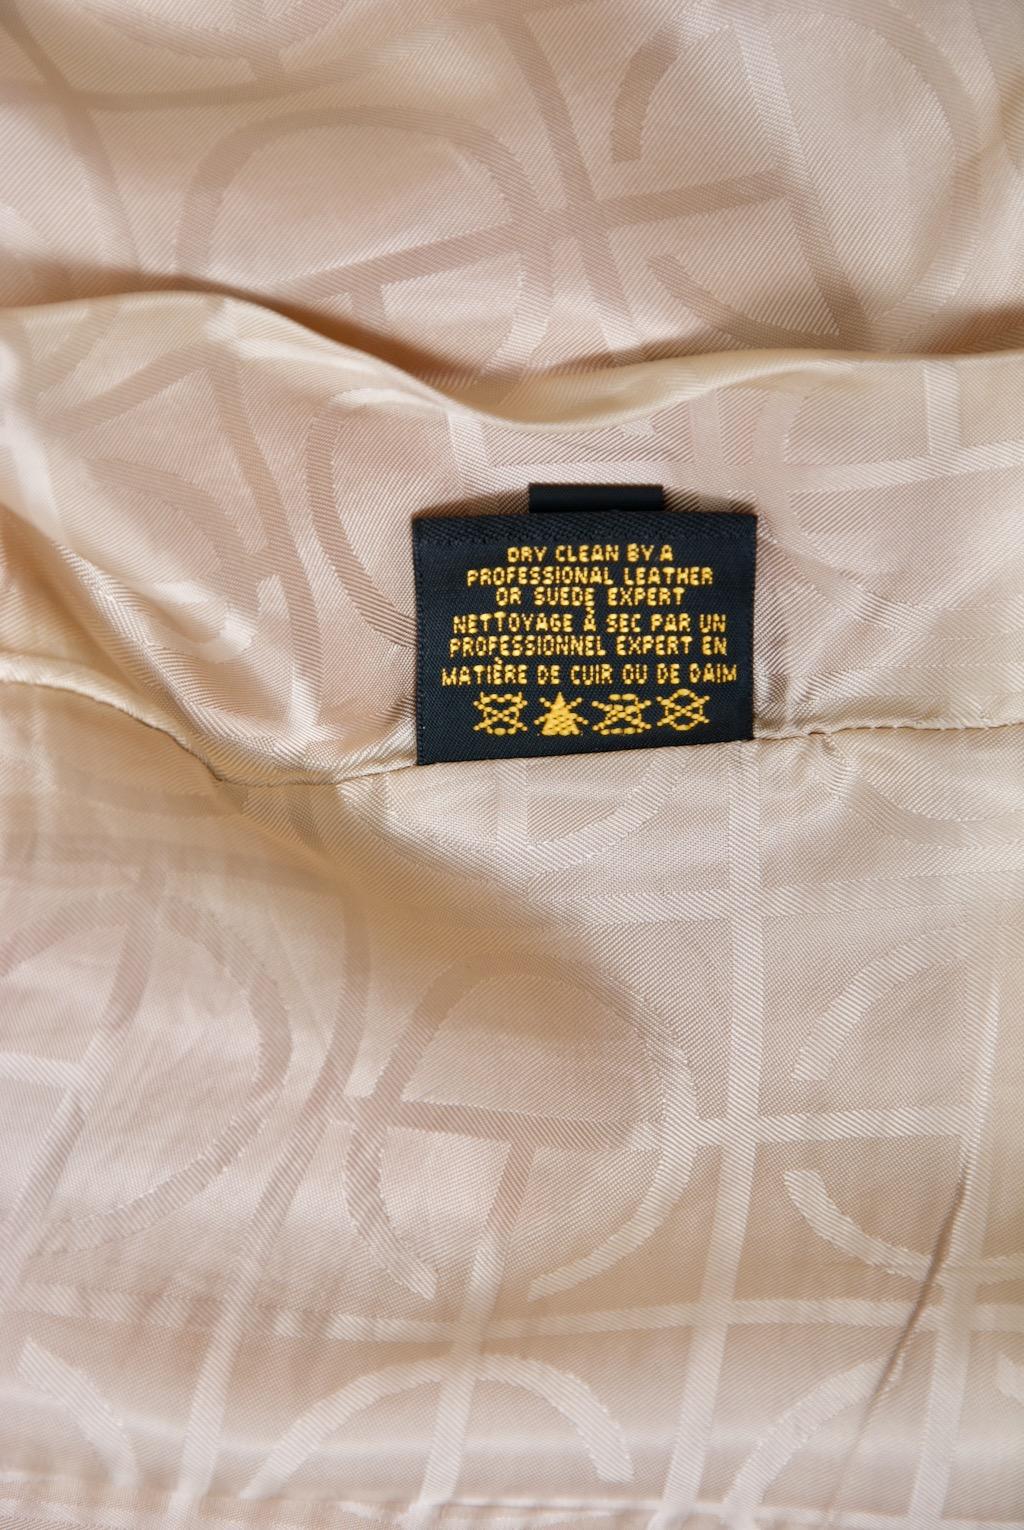 DRY CLEAN BY A
PROFESSIONAL LEATHER
OR SUEDE EXPERT
NETTOYAGE À SEC PAR UN
PROFESSIONNEL EXPERT EN
MATIÈRE DE CUIR OU DE DAIM